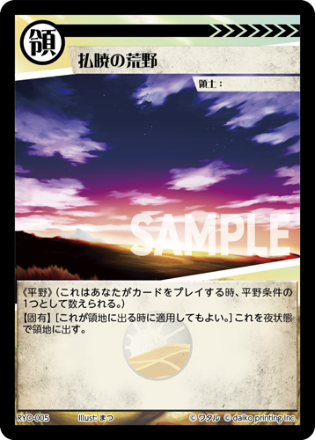 領
払暁の荒野
領土：
SAMPLE
《平野》(これはあなたがカードをプレイする時、平野条件の
1つとして数えられる。)
【固有】[これが領地に出る時に適用してもよい。]これを夜状態
で領地に出す。
RYO-005
Illust: まつ
© ワタル © daiko printing inc.